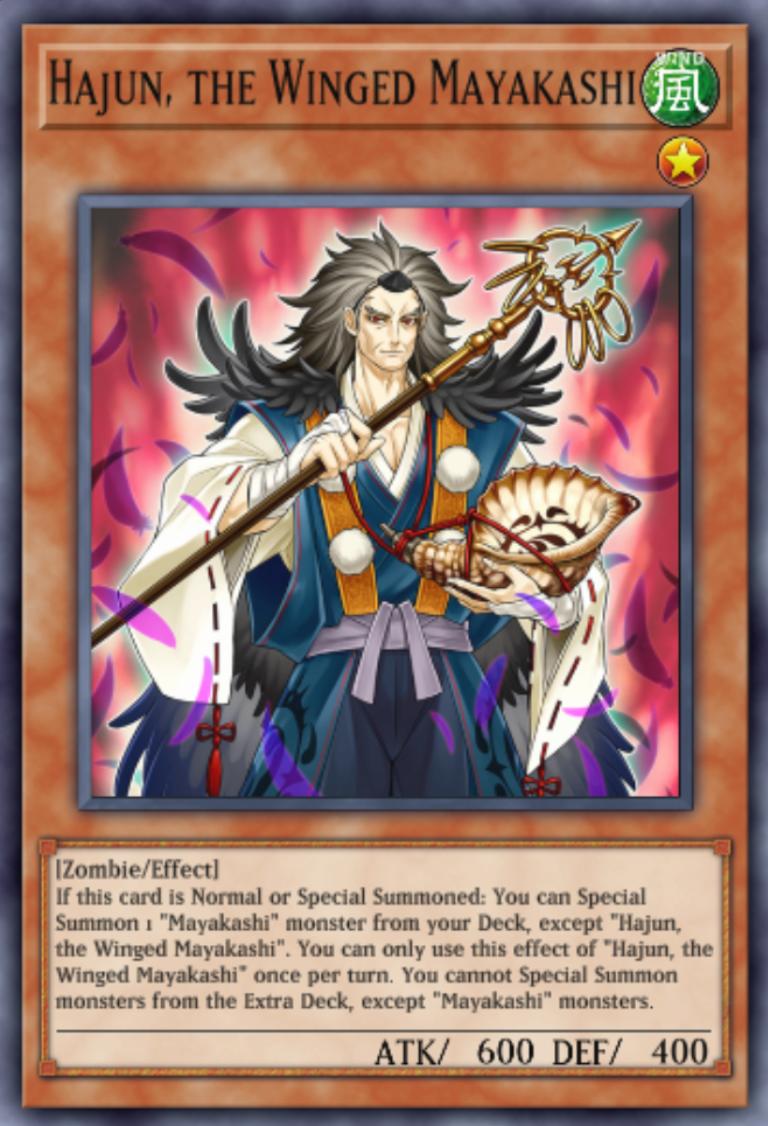 Hajun, the Winged Mayakashi
WIND
風
[Zombie/Effect]
If this card is Normal or Special Summoned: You can Special
Summon 1 "Mayakashi" monster from your Deck, except "Hajun,
the Winged Mayakashi". You can only use this effect of "Hajun, the
Winged Mayakashi" once per turn. You cannot Special Summon
monsters from the Extra Deck, except "Mayakashi" monsters.
ATK/ 600 DEF/ 400